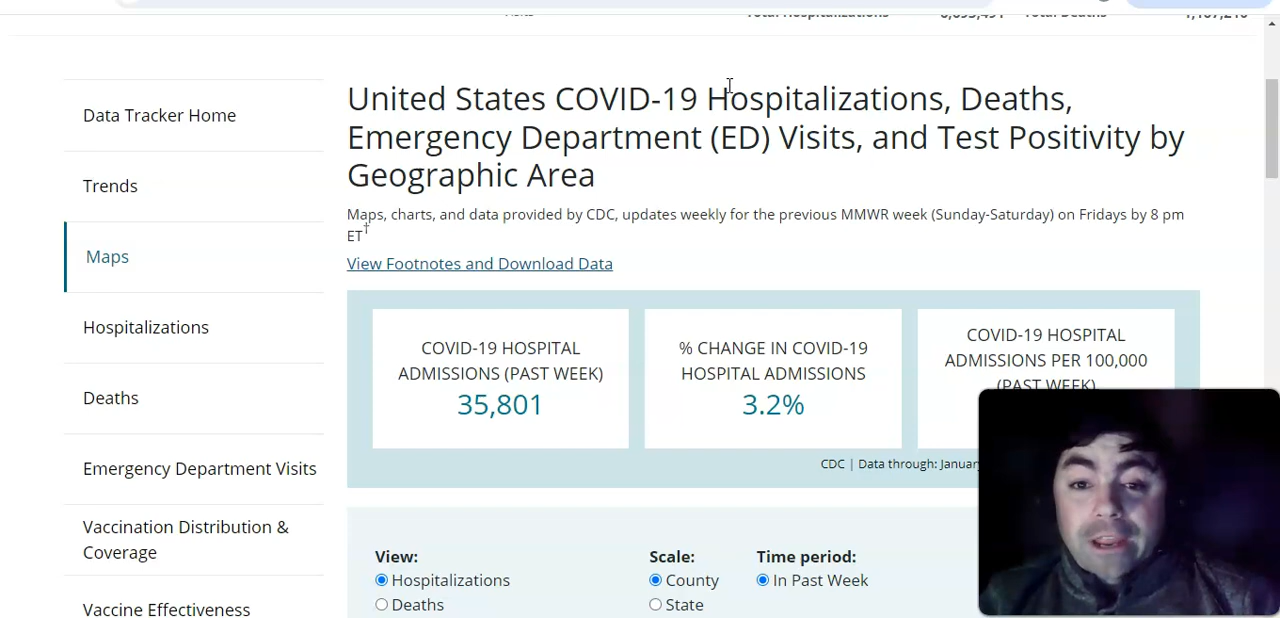 Data Tracker Home
Trends
Maps
Hospitalizations
Deaths
Emergency Department Visits
Vaccination Distribution &
Coverage
Vaccine Effectiveness
United States COVID-19 Hospitalizations, Deaths,
Emergency Department (ED) Visits, and Test Positivity by
Geographic Area
Maps, charts, and data provided by CDC, updates weekly for the previous MMWR week (Sunday-Saturday) on Fridays by 8 pm
ET†
View Footnotes and Download Data
COVID-19 HOSPITAL
ADMISSIONS (PAST WEEK)
35,801
% CHANGE IN COVID-19
HOSPITAL ADMISSIONS
3.2%
COVID-19 HOSPITAL
ADMISSIONS PER 100,000
(PAST WEEK)
CDC | Data through: January
View:
Hospitalizations
Deaths
Scale:
County
State
Time period:
In Past Week